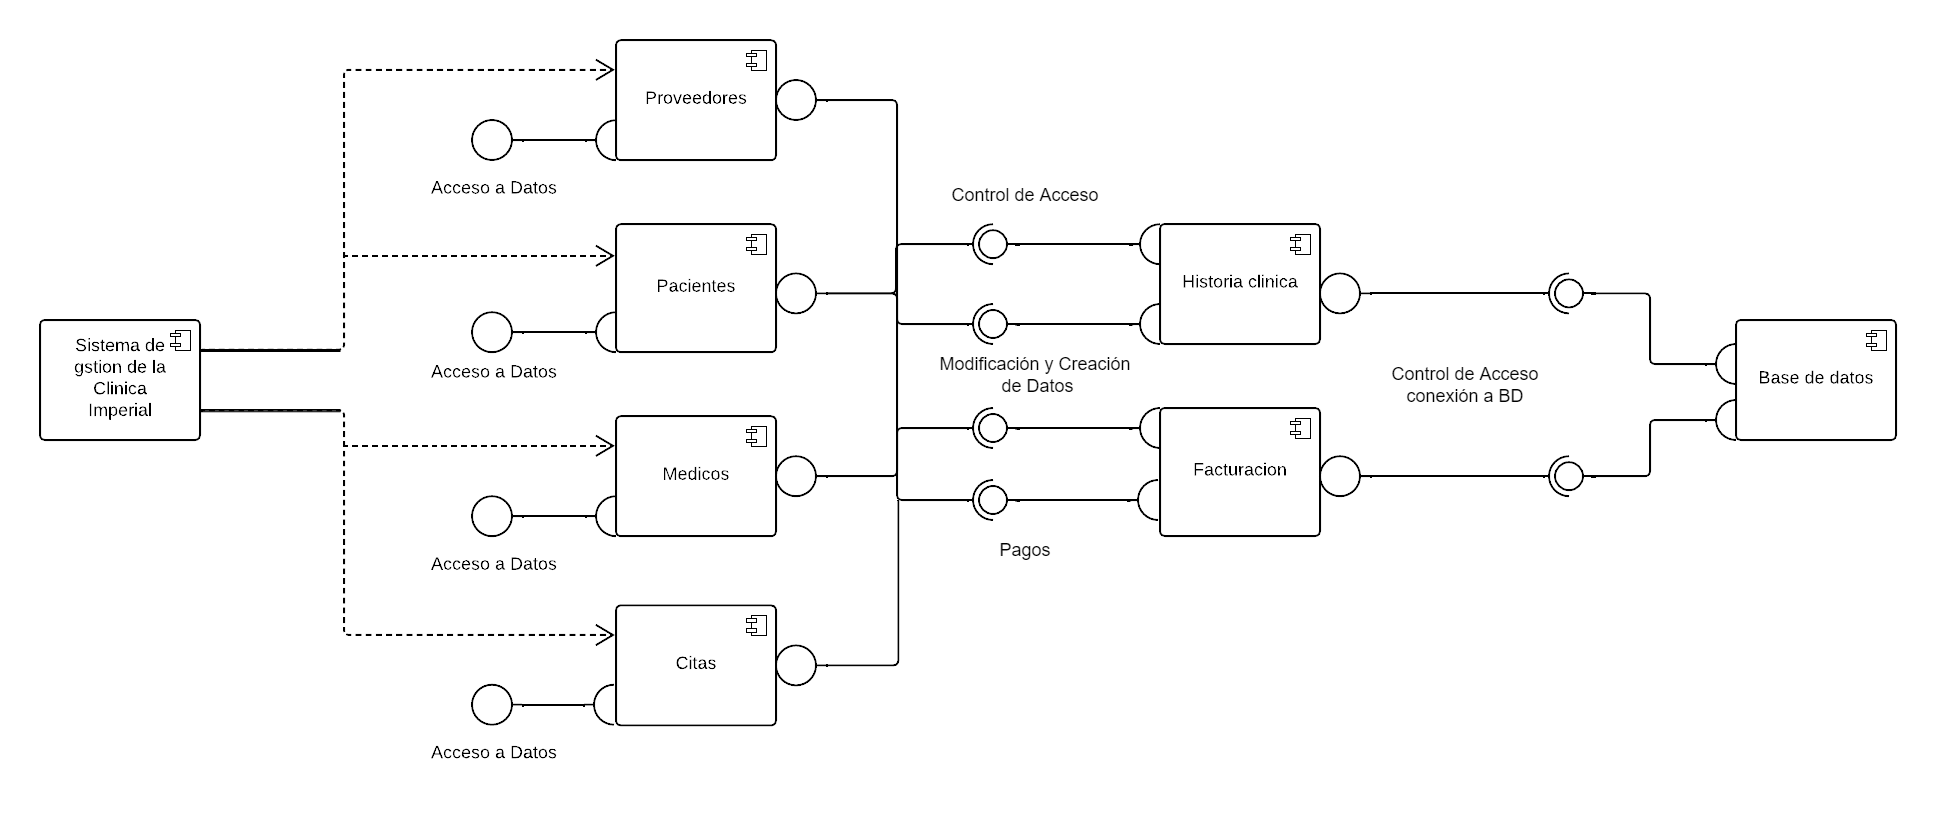 Proveedores
Acceso a Datos
Control de Acceso
Pacientes
Historia clinica
Sistema de
gstion de la
Clinica
Imperial
Acceso a Datos
Modificación y Creación
de Datos
Control de Acceso
conexión a BD
Base de datos
Medicos
Facturacion
Acceso a Datos
Pagos
Citas
Acceso a Datos